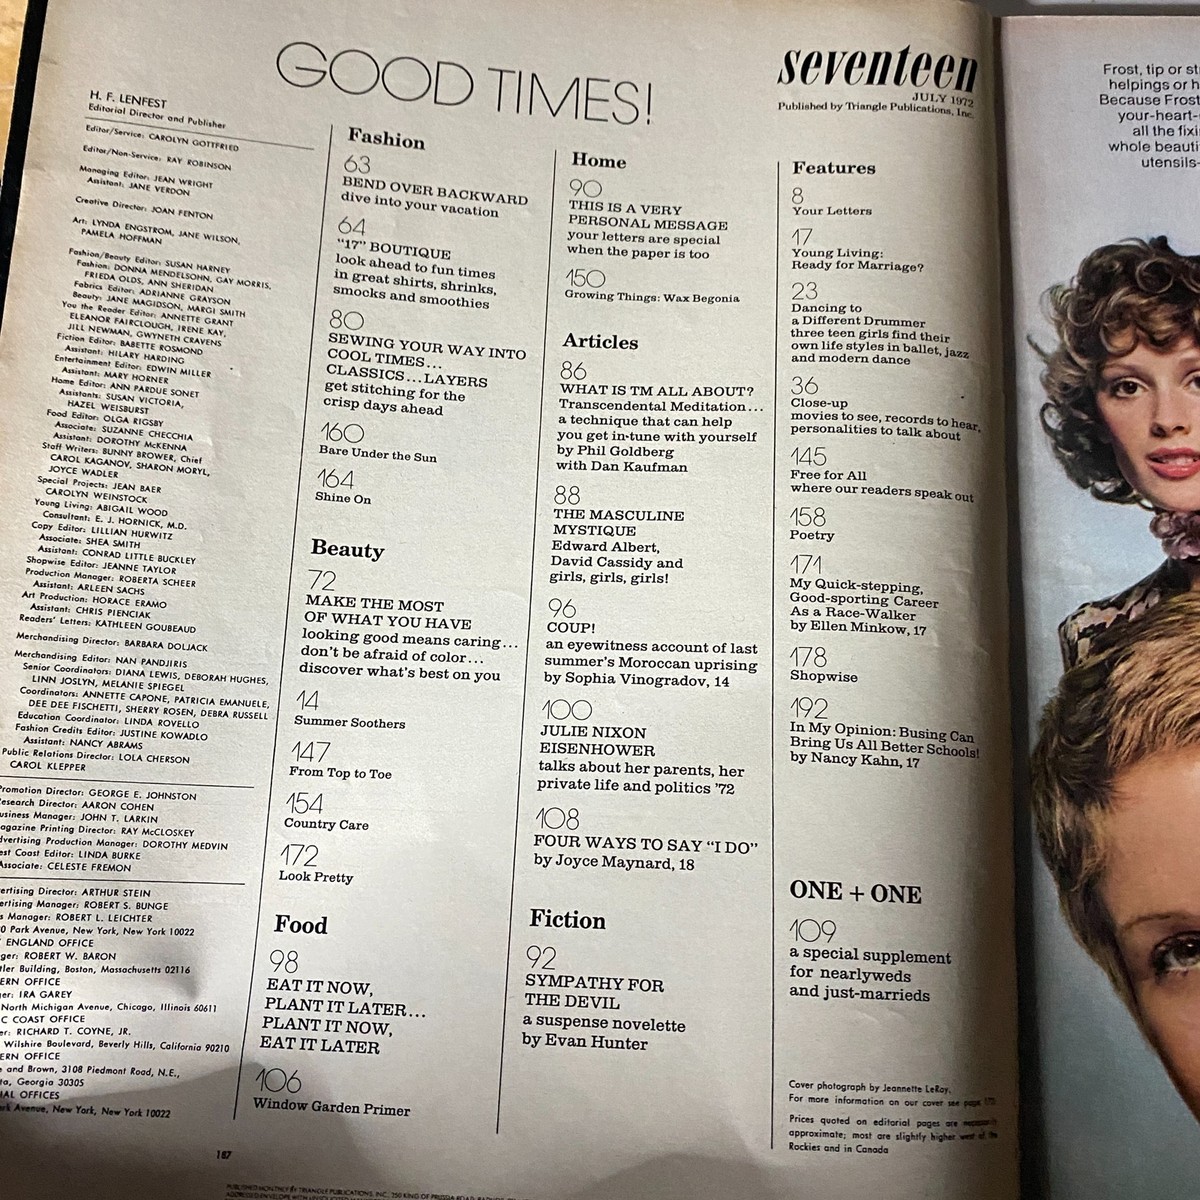 GOOD TIMES!
seventeen
JULY 1972
Published by Triangle Publications, Inc.
H. F. LENFEST
Editorial Director and Publisher
Editor/Service: CAROLYN GOTTFRIED
Editor/Non-Service: RAY ROBINSON
Managing Editor: JEAN WRIGHT
Assistant: JANE VERDON
Creative Director: JOAN FENTON
Art: LYNDA ENGSTROM, JANE WILSON,
PAMELA HOFFMAN
Fashion/Beauty Editor: SUSAN HARNEY
Fashion: DONNA MENDELSOHN, GAY MORRIS,
FRIEDA OLDS, ANN SHERIDAN
Fabrics Editor: ADRIANNE GRAYSON
Beauty: JANE MAGIDSON, MARGI SMITH
You the Reader Editor: ANNETTE GRANT
ELEANOR FAIRCLOUGH, IRENE KAY,
JILL NEWMAN, GWYNETH CRAVENS
Fiction Editor: BABETTE ROSMOND
Assistant: HILARY HARDING
Entertainment Editor: EDWIN MILLER
Assistant: MARY HORNER
Home Editor: ANN PARDUE SONET
Assistants: SUSAN VICTORIA,
HAZEL WEISBURST
Food Editor: OLGA RIGSBY
Associate: SUZANNE CHECCHIA
Assistant: DOROTHY McKENNA
Staff Writers: BUNNY BROWER, Chief
CAROL KAGANOV, SHARON MORYL,
JOYCE WADLER
Special Projects: JEAN BAER
CAROLYN WEINSTOCK
Young Living: ABIGAIL WOOD
Consultant: E. J. HORNICK, M.D.
Copy Editor: LILLIAN HURWITZ
Associate: SHEA SMITH
Assistant: CONRAD LITTLE BUCKLEY
Shopwise Editor: JEANNE TAYLOR
Production Manager: ROBERTA SCHEER
Assistant: ARLEEN SACHS
Art Production: HORACE ERAMO
Assistant: CHRIS PIENCIAK
Readers' Letters: KATHLEEN GOUBEAUD
Merchandising Director: BARBARA DOLJACK
Merchandising Editor: NAN PANDJIRIS
Senior Coordinators: DIANA LEWIS, DEBORAH HUGHES,
LINN JOSLYN, MELANIE SPIEGEL
Coordinators: ANNETTE CAPONE, PATRICIA EMANUELE,
DEE DEE FISCHETTI, SHERRY ROSEN, DEBRA RUSSELL
Education Coordinator: LINDA ROVELLO
Fashion Credits Editor: JUSTINE KOWADLO
Assistant: NANCY ABRAMS
Public Relations Director: LOLA CHERSON
CAROL KLEPPER
Promotion Director: GEORGE E. JOHNSTON
esearch Director: AARON COHEN
usiness Manager: JOHN T. LARKIN
agazine Printing Director: RAY McCLOSKEY
dvertising Production Manager: DOROTHY MEDVIN
est Coast Editor: LINDA BURKE
Associate: CELESTE FREMON
ertising Director: ARTHUR STEIN
ertising Manager: ROBERT S. BUNGE
s Manager: ROBERT L. LEICHTER
0 Park Avenue, New York, New York 10022
ENGLAND OFFICE
ger: ROBERT W. BARON
tler Building, Boston, Massachusetts 02116
ERN OFFICE
er: IRA GAREY
North Michigan Avenue, Chicago, Illinois 60611
C COAST OFFICE
er: RICHARD T. COYNE, JR.
Wilshire Boulevard, Beverly Hills, California 90210
ERN OFFICE
e and Brown, 3108 Piedmont Road, N.E.,
ta, Georgia 30305
IAL OFFICES
ark Avenue, New York, New York 10022
187
Fashion
63
BEND OVER BACKWARD
dive into your vacation
64
"17" BOUTIQUE
look ahead to fun times
in great shirts, shrinks,
smocks and smoothies
80
SEWING YOUR WAY INTO
COOL TIMES...
CLASSICS...LAYERS
get stitching for the
crisp days ahead
160
Bare Under the Sun
164
Shine On
Beauty
72
MAKE THE MOST
OF WHAT YOU HAVE
looking good means caring...
don't be afraid of color...
discover what's best on you
14
Summer Soothers
147
From Top to Toe
154
Country Care
172
Look Pretty
Food
98
EAT IT NOW,
PLANT IT LATER...
PLANT IT NOW,
EAT IT LATER
106
Window Garden Primer
Home
90
THIS IS A VERY
PERSONAL MESSAGE
your letters are special
when the paper is too
150
Growing Things: Wax Begonia
Articles
86
WHAT IS TM ALL ABOUT?
Transcendental Meditation...
a technique that can help
you get in-tune with yourself
by Phil Goldberg
with Dan Kaufman
88
THE MASCULINE
MYSTIQUE
Edward Albert,
David Cassidy and
girls, girls, girls!
96
COUP!
an eyewitness account of last
summer's Moroccan uprising
by Sophia Vinogradov, 14
100
JULIE NIXON
EISENHOWER
talks about her parents, her
private life and politics '72
108
FOUR WAYS TO SAY "I DO"
by Joyce Maynard, 18
Fiction
92
SYMPATHY FOR
THE DEVIL
a suspense novelette
by Evan Hunter
Features
8
Your Letters
17
Young Living:
Ready for Marriage?
23
Dancing to
a Different Drummer
three teen girls find their
own life styles in ballet, jazz
and modern dance
36
Close-up
movies to see, records to hear,
personalities to talk about
145
Free for All
where our readers speak out
158
Poetry
171
My Quick-stepping,
Good-sporting Career
As a Race-Walker
by Ellen Minkow, 17
178
Shopwise
192
In My Opinion: Busing Can
Bring Us All Better Schools!
by Nancy Kahn, 17
ONE + ONE
109
a special supplement
for nearlyweds
and just-marrieds
Cover photograph by Jeannette LeRoy.
For more information on our cover see page
Prices quoted on editorial pages are
approximate; most are slightly higher west of the
Rockies and in Canada
Frost, tip or st
helpings or h
Because Frost
your-heart-
all the fixi
whole beauti
utensils-